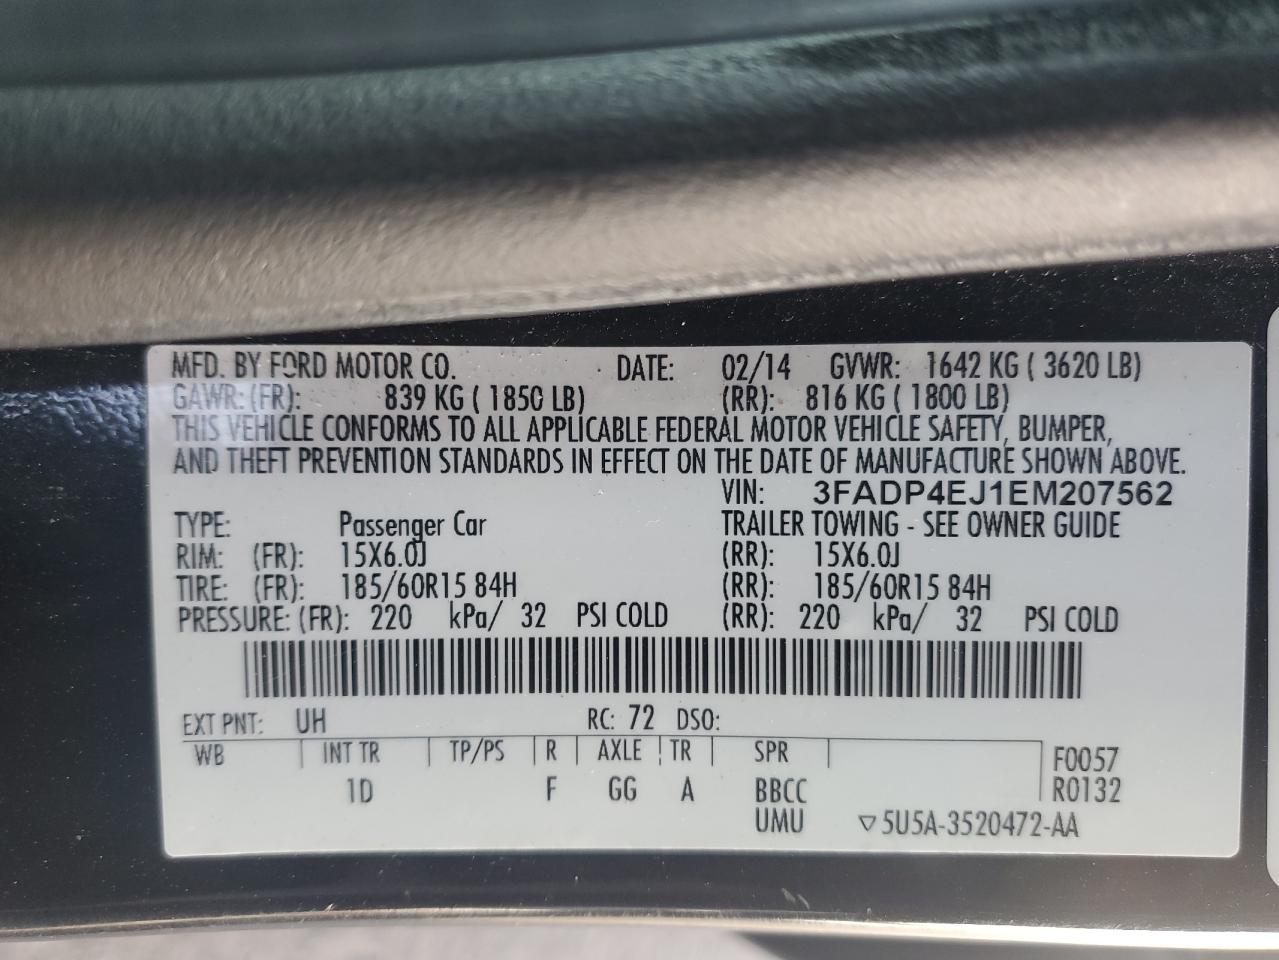 MFD. BY FORD MOTOR CO. DATE: 02/14 GVWR: 1642 KG ( 3620 LB)
GAWR: (FR): 839 KG ( 1850 LB) (RR): 816 KG ( 1800 LB)
THIS VEHICLE CONFORMS TO ALL APPLICABLE FEDERAL MOTOR VEHICLE SAFETY, BUMPER,
AND THEFT PREVENTION STANDARDS IN EFFECT ON THE DATE OF MANUFACTURE SHOWN ABOVE.
VIN: 3FADP4EJ1EM207562
TYPE: Passenger Car TRAILER TOWING - SEE OWNER GUIDE
RIM: (FR): 15X6.0J (RR): 15X6.0J
TIRE: (FR): 185/60R15 84H (RR): 185/60R15 84H
PRESSURE: (FR): 220 kPa/ 32 PSI COLD (RR): 220 kPa/ 32 PSI COLD
EXT PNT: UH RC: 72 DSO:
WB INT TR TP/PS R AXLE TR SPR F0057
1D F GG A BBCC R0132
UMU ▽5U5A-3520472-AA